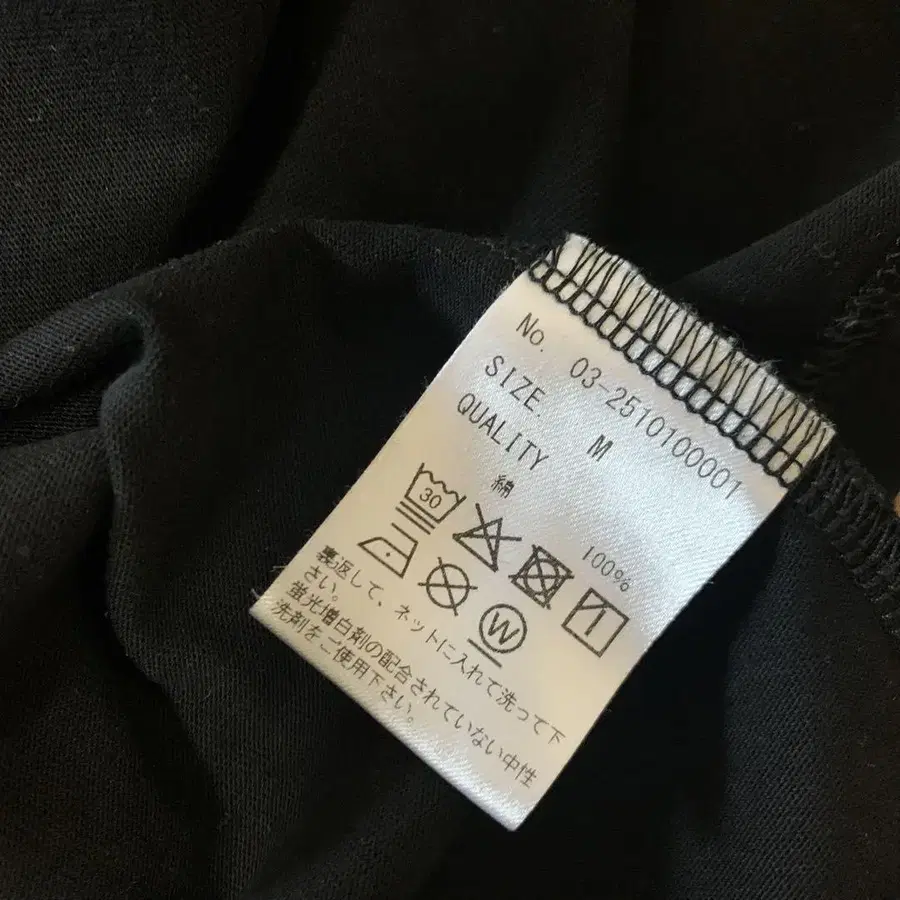 No. 03-2510100001
SIZE. M
QUALITY
綿 100%
30
W
裏返して、ネットに入れて洗って下
さい。
蛍光増白剤の配合されていない中性
洗剤をご使用下さい。